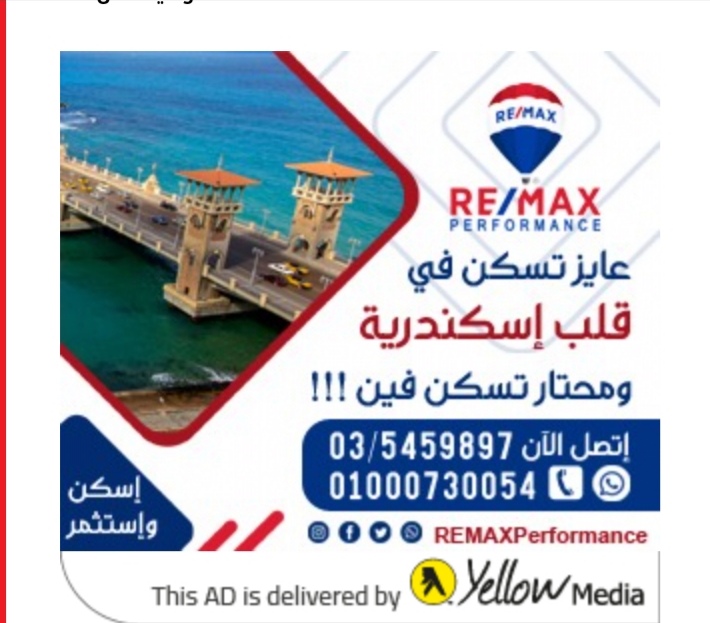 RE/MAX
RE/MAX
PERFORMANCE
عايز تسكن في
قلب إسكندرية
ومحتار تسكن فين !!!
إتصل الآن 03/5459897
01000730054
إسكن
وإستثمر
REMAXPerformance
This AD is delivered by Yellow Media